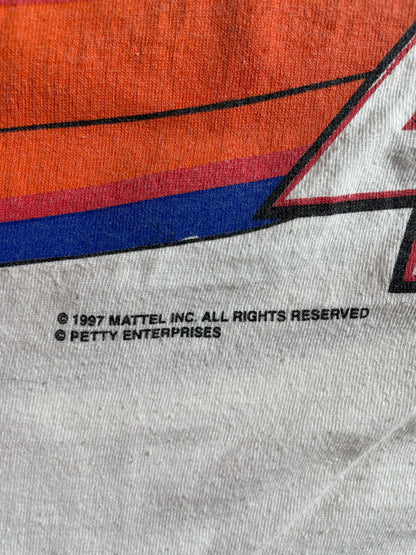 © 1997 MATTEL INC. ALL RIGHTS RESERVED
© PETTY ENTERPRISES